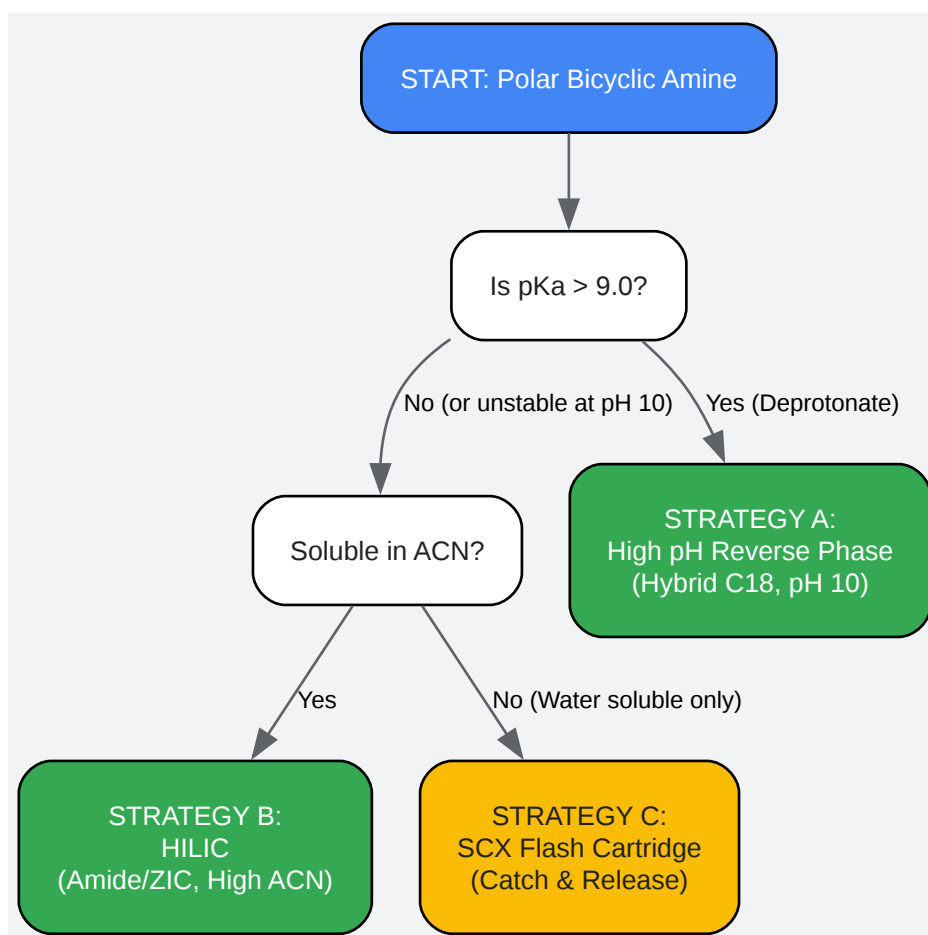 START: Polar Bicyclic Amine
Is pKa > 9.0?
No (or unstable at pH 10)
Yes (Deprotonate)
Soluble in ACN?
STRATEGY A:
High pH Reverse Phase
(Hybrid C18, pH 10)
Yes
No (Water soluble only)
STRATEGY B:
HILIC
(Amide/ZIC, High ACN)
STRATEGY C:
SCX Flash Cartridge
(Catch & Release)